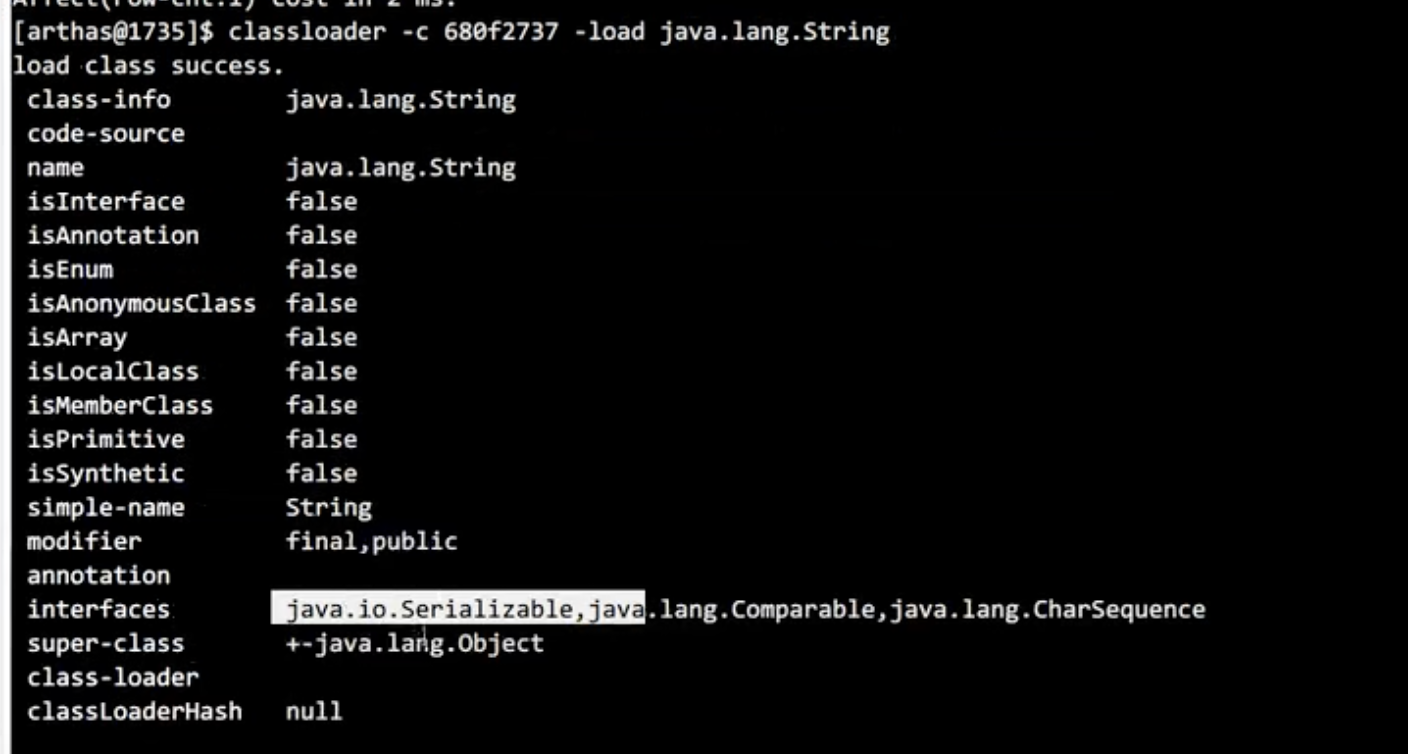 Affect(row-cnt:1) cost in 2 ms.
[arthas@1735]$ classloader -c 680f2737 -load java.lang.String
load class success.
class-info java.lang.String
code-source
name java.lang.String
isInterface false
isAnnotation false
isEnum false
isAnonymousClass false
isArray false
isLocalClass false
isMemberClass false
isPrimitive false
isSynthetic false
simple-name String
modifier final,public
annotation
interfaces java.io.Serializable,java.lang.Comparable,java.lang.CharSequence
super-class +-java.lang.Object
class-loader
classLoaderHash null